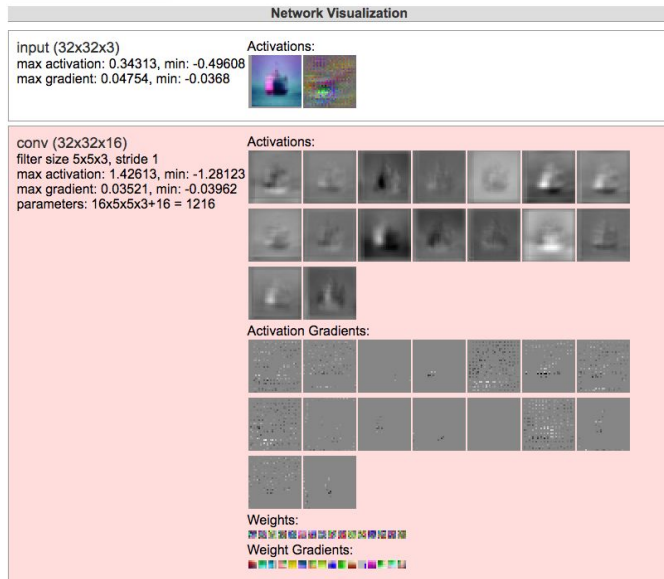 Network Visualization
input (32x32x3)
max activation: 0.34313, min: -0.49608
max gradient: 0.04754, min: -0.0368
Activations:
conv (32x32x16)
filter size 5x5x3, stride 1
max activation: 1.42613, min: -1.28123
max gradient: 0.03521, min: -0.03962
parameters: 16x5x5x3+16 = 1216
Activations:
Activation Gradients:
Weights:
Weight Gradients: